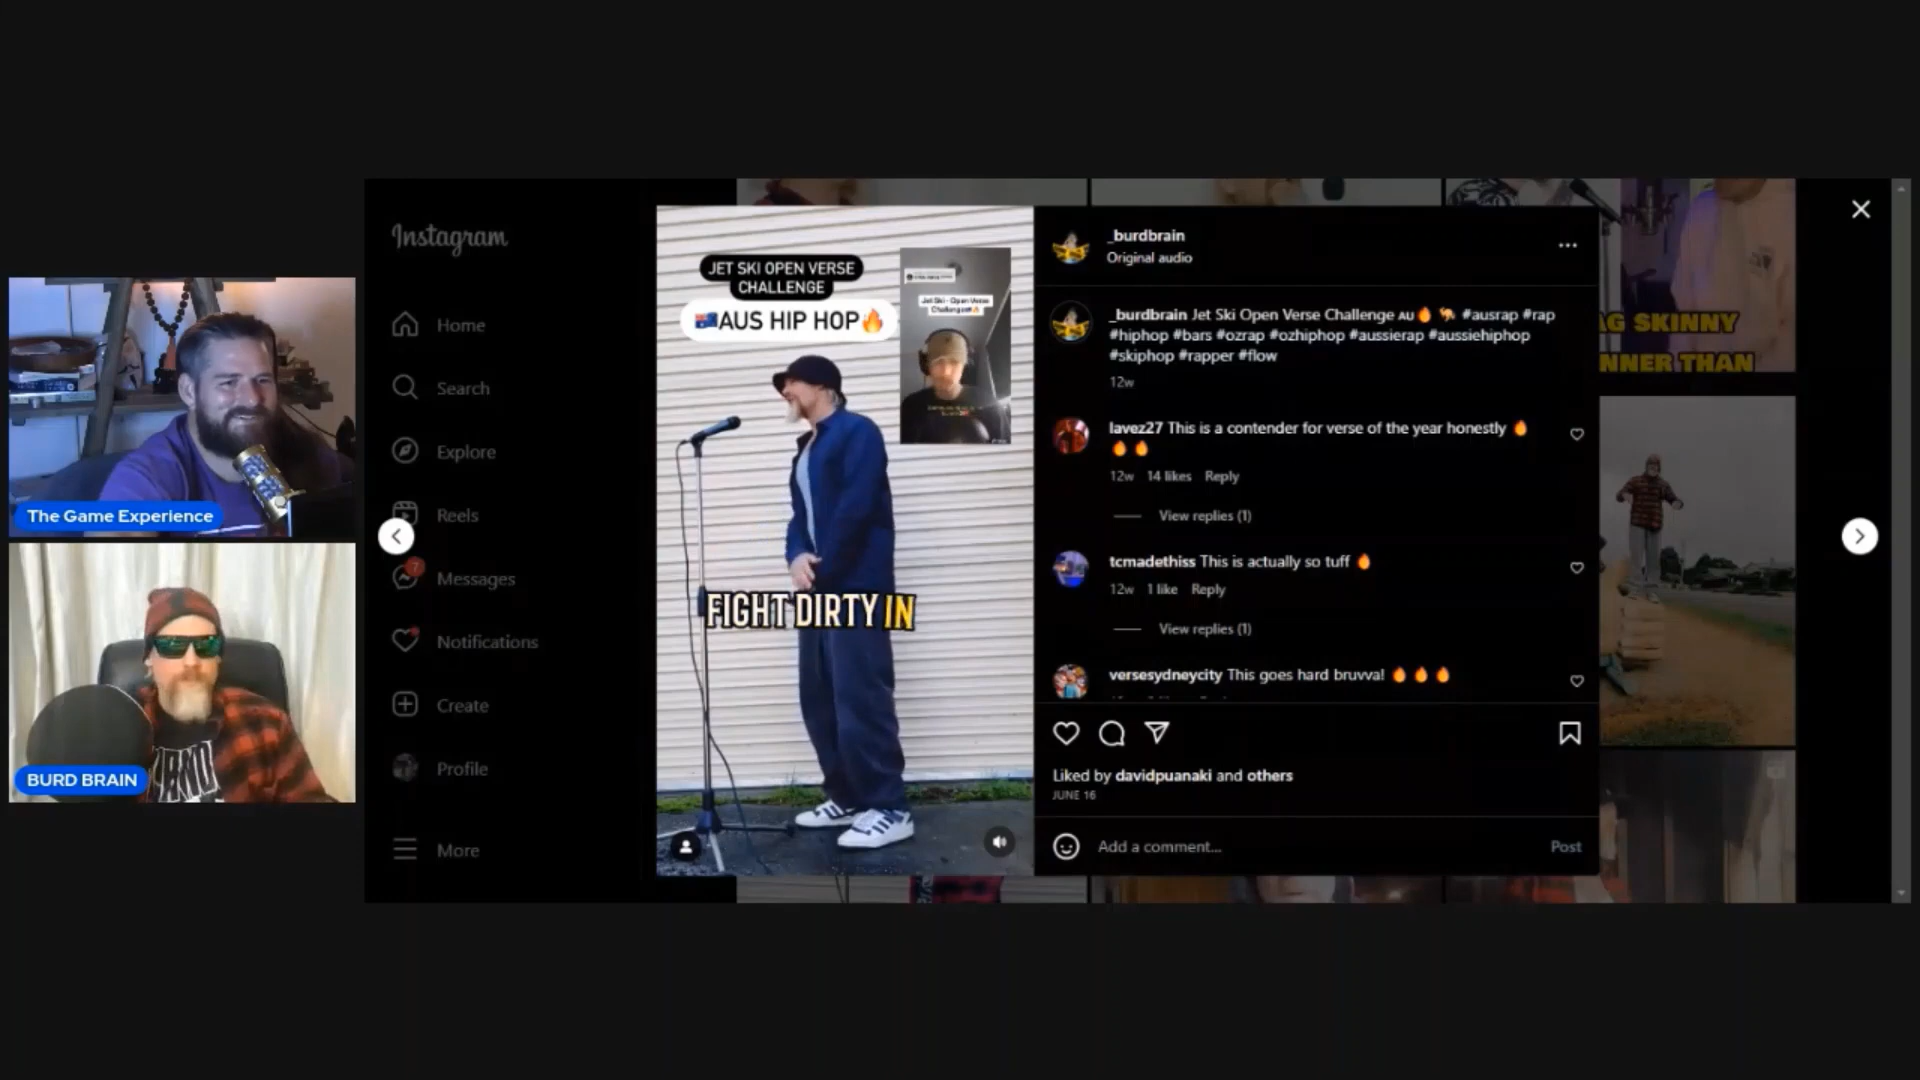 The Game Experience
BURD BRAIN
Instagram
Home
Search
Explore
Reels
7
Messages
Notifications
Create
Profile
More
JET SKI OPEN VERSE
CHALLENGE
🇦🇺AUS HIP HOP🔥
Jet Ski - Open Verse
FIGHT DIRTY IN
_burdbrain
Original audio
_burdbrain Jet Ski Open Verse Challenge AU🔥 🐪 #ausrap #rap
#hiphop #bars #ozrap #ozhiphop #aussierap #aussiehiphop
#skiphop #rapper #flow
12w
lavez27 This is a contender for verse of the year honestly 🔥
🔥 🔥
12w 14 likes Reply
View replies (1)
tcmadethiss This is actually so tuff 🔥
12w 1 like Reply
View replies (1)
versesydneycity This goes hard bruvva! 🔥 🔥 🔥
Liked by davidpuanaki and others
JUNE 16
Add a comment...
Post
SKINNY
THAN